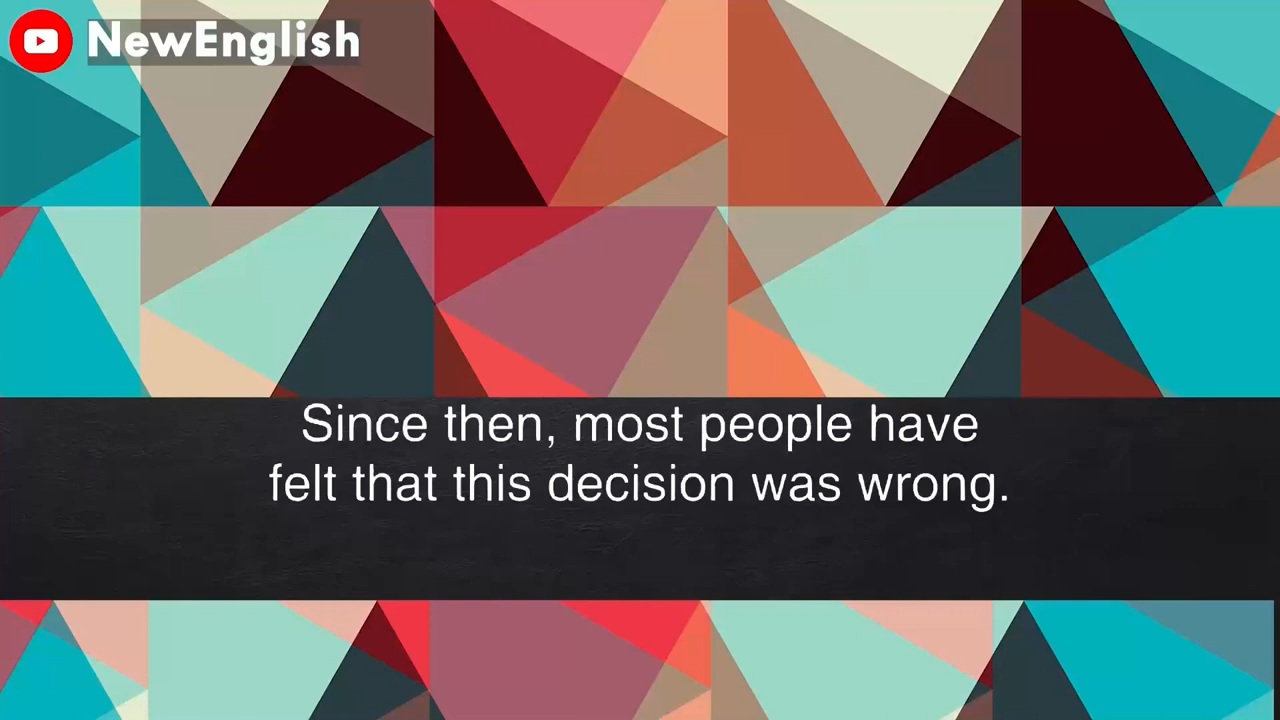 NewEnglish
Since then, most people have
felt that this decision was wrong.